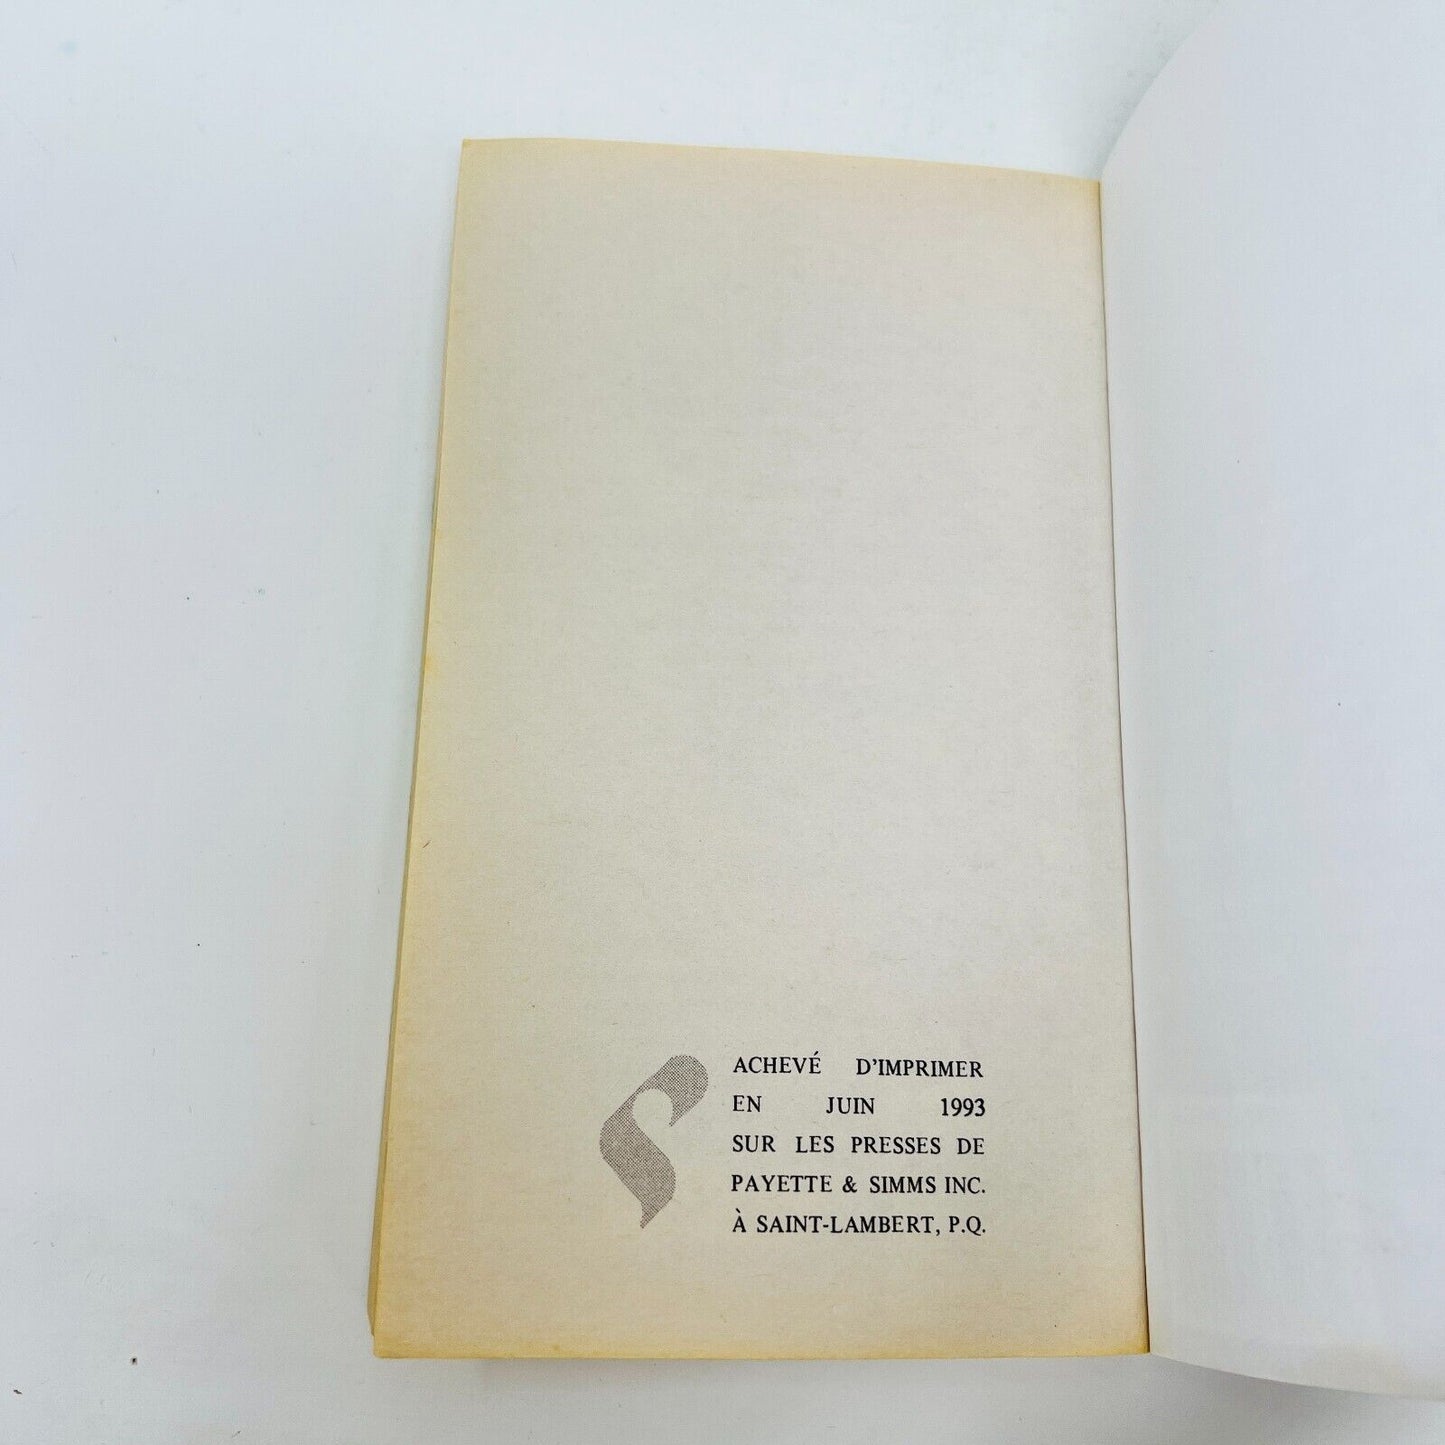 ACHEVÉ D’IMPRIMER
EN JUIN 1993
SUR LES PRESSES DE
PAYETTE & SIMMS INC.
À SAINT-LAMBERT, P.Q.